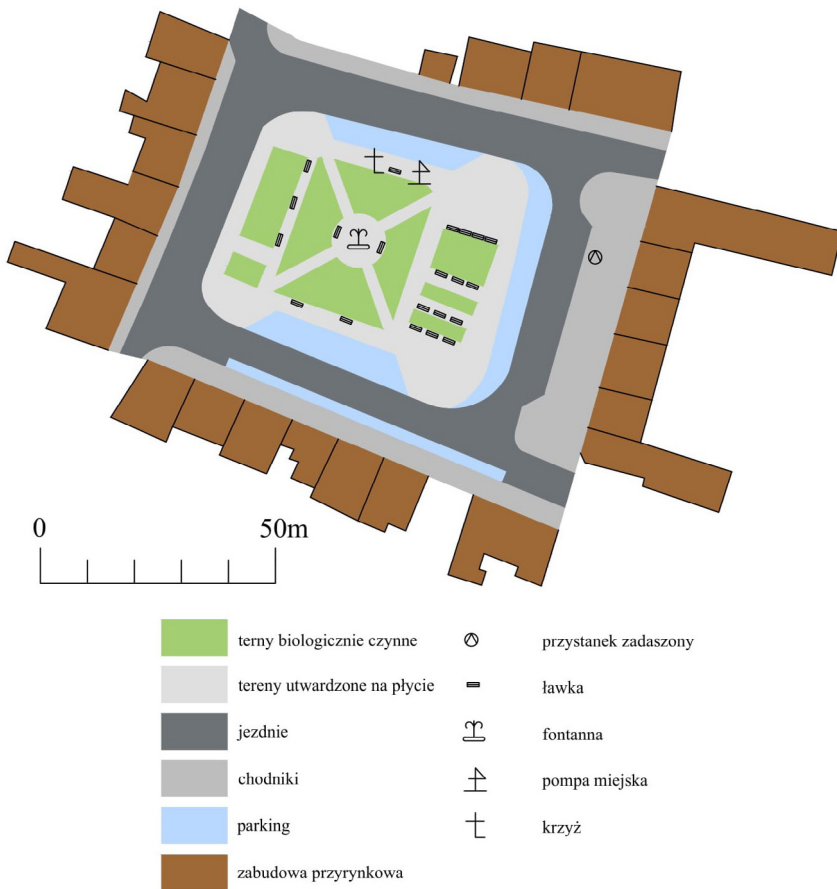 0 50m
terny biologicznie czynne przystanek zadaszony
tereny utwardzone na płycie ławka
jezdnie fontanna
chodniki pompa miejska
parking krzyż
zabudowa przyrynkowa